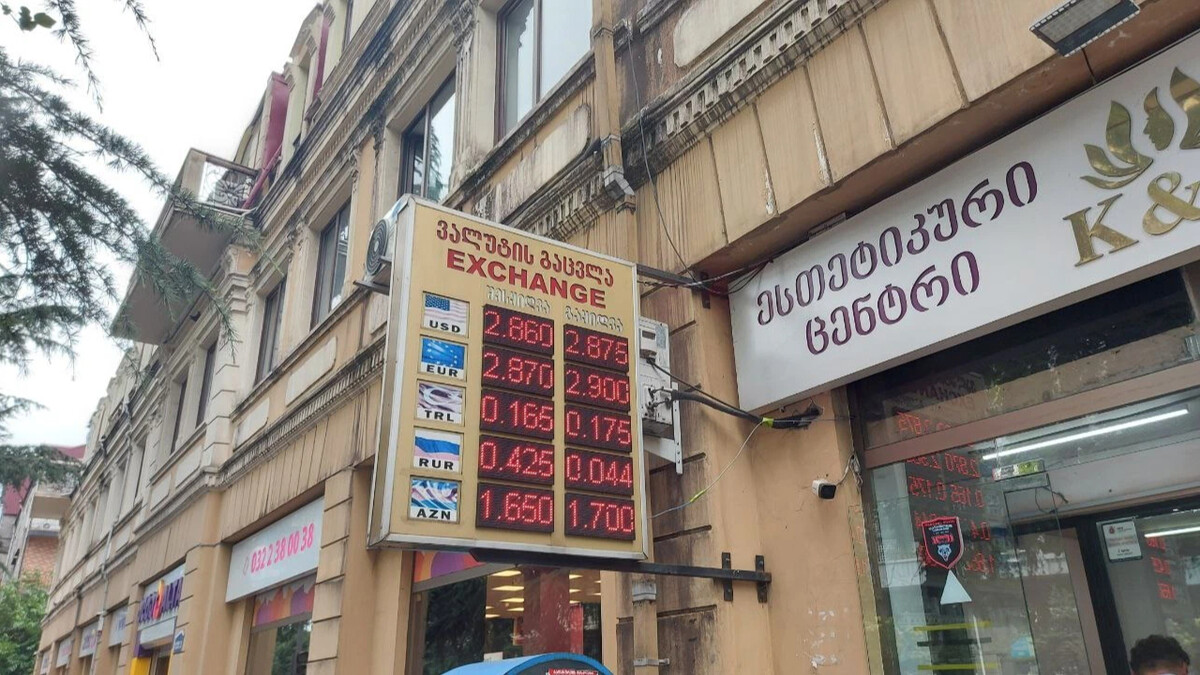 ვალუტის გაცვლა
EXCHANGE
შეყიდვა გაყიდვა
USD 2.860 2.875
EUR 2.870 2.900
TRL 0.165 0.175
RUR 0.425 0.044
AZN 1.650 1.700
ესთეტიკური
ცენტრი
K&
032 2 38 00 38